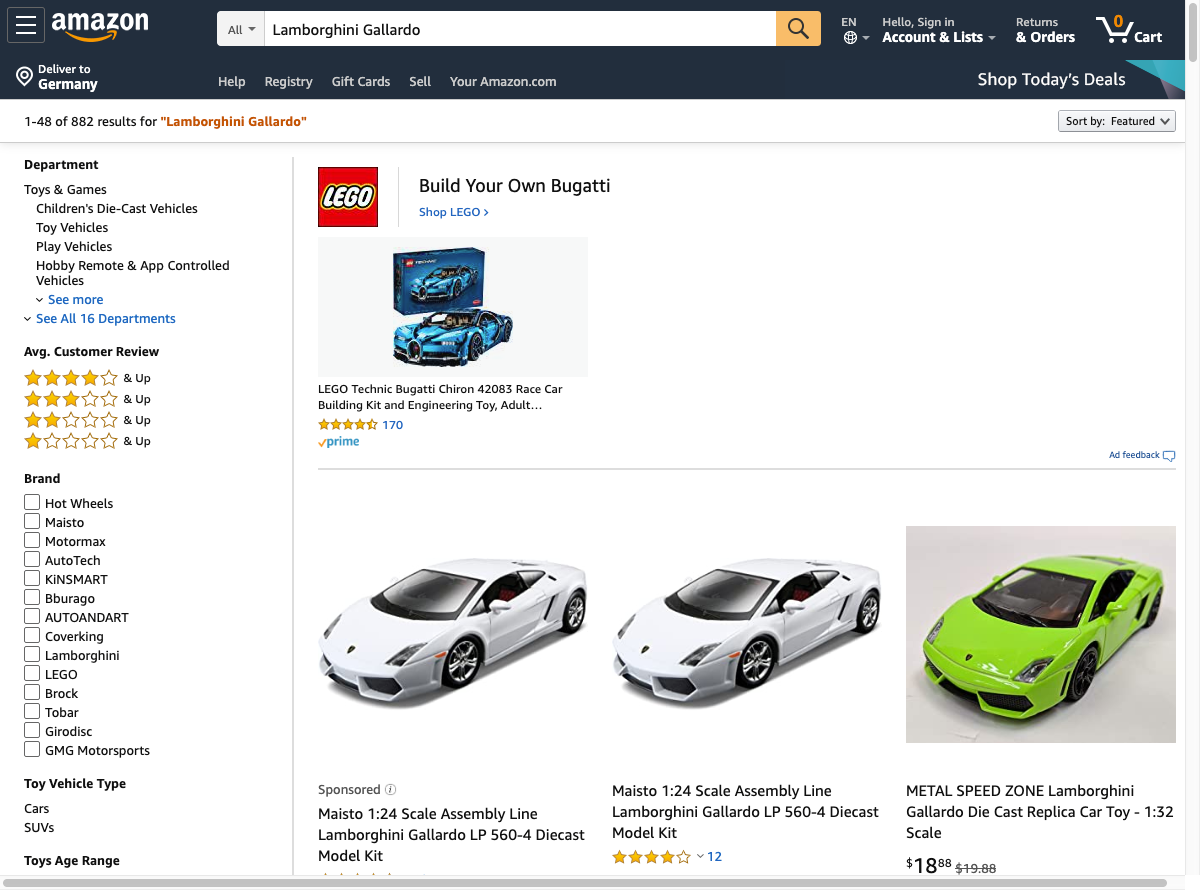 amazon
All
Lamborghini Gallardo
EN
Hello, Sign in
Account & Lists
Returns
& Orders
0
Cart
Deliver to
Germany
Help
Registry
Gift Cards
Sell
Your Amazon.com
Shop Today's Deals
1-48 of 882 results for "Lamborghini Gallardo"
Sort by: Featured
Department
Toys & Games
Children's Die-Cast Vehicles
Toy Vehicles
Play Vehicles
Hobby Remote & App Controlled
Vehicles
See more
See All 16 Departments
Avg. Customer Review
& Up
& Up
& Up
& Up
Brand
Hot Wheels
Maisto
Motormax
AutoTech
KiNSMART
Bburago
AUTOANDART
Coverking
Lamborghini
LEGO
Brock
Tobar
Girodisc
GMG Motorsports
Toy Vehicle Type
Cars
SUVs
Toys Age Range
LEGO
Build Your Own Bugatti
Shop LEGO ›
LEGO Technic Bugatti Chiron 42083 Race Car
Building Kit and Engineering Toy, Adult…
170
prime
Ad feedback
Sponsored
Maisto 1:24 Scale Assembly Line
Lamborghini Gallardo LP 560-4 Diecast
Model Kit
Maisto 1:24 Scale Assembly Line
Lamborghini Gallardo LP 560-4 Diecast
Model Kit
12
METAL SPEED ZONE Lamborghini
Gallardo Die Cast Replica Car Toy - 1:32
Scale
$18 88 $19.88